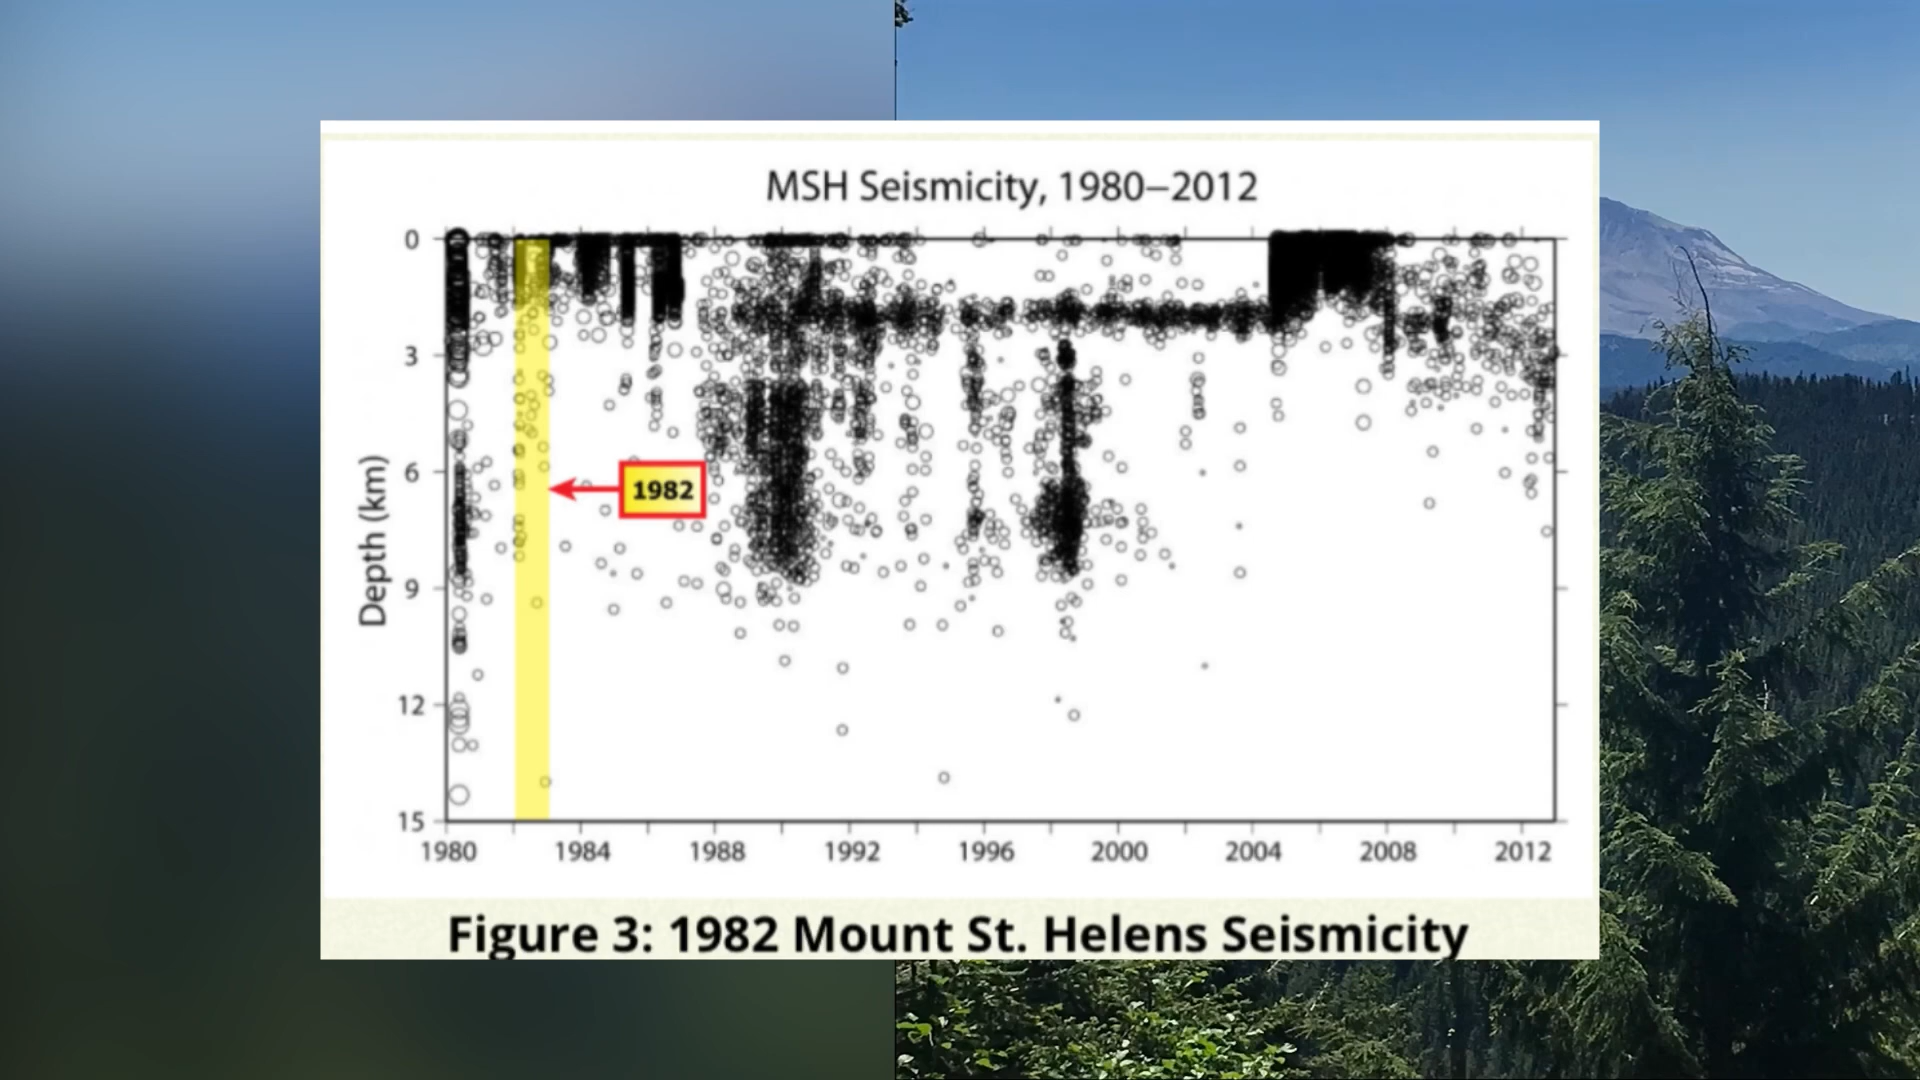 MSH Seismicity, 1980–2012
0
3
6
9
12
15
Depth (km)
1982
1980 1984 1988 1992 1996 2000 2004 2008 2012
Figure 3: 1982 Mount St. Helens Seismicity